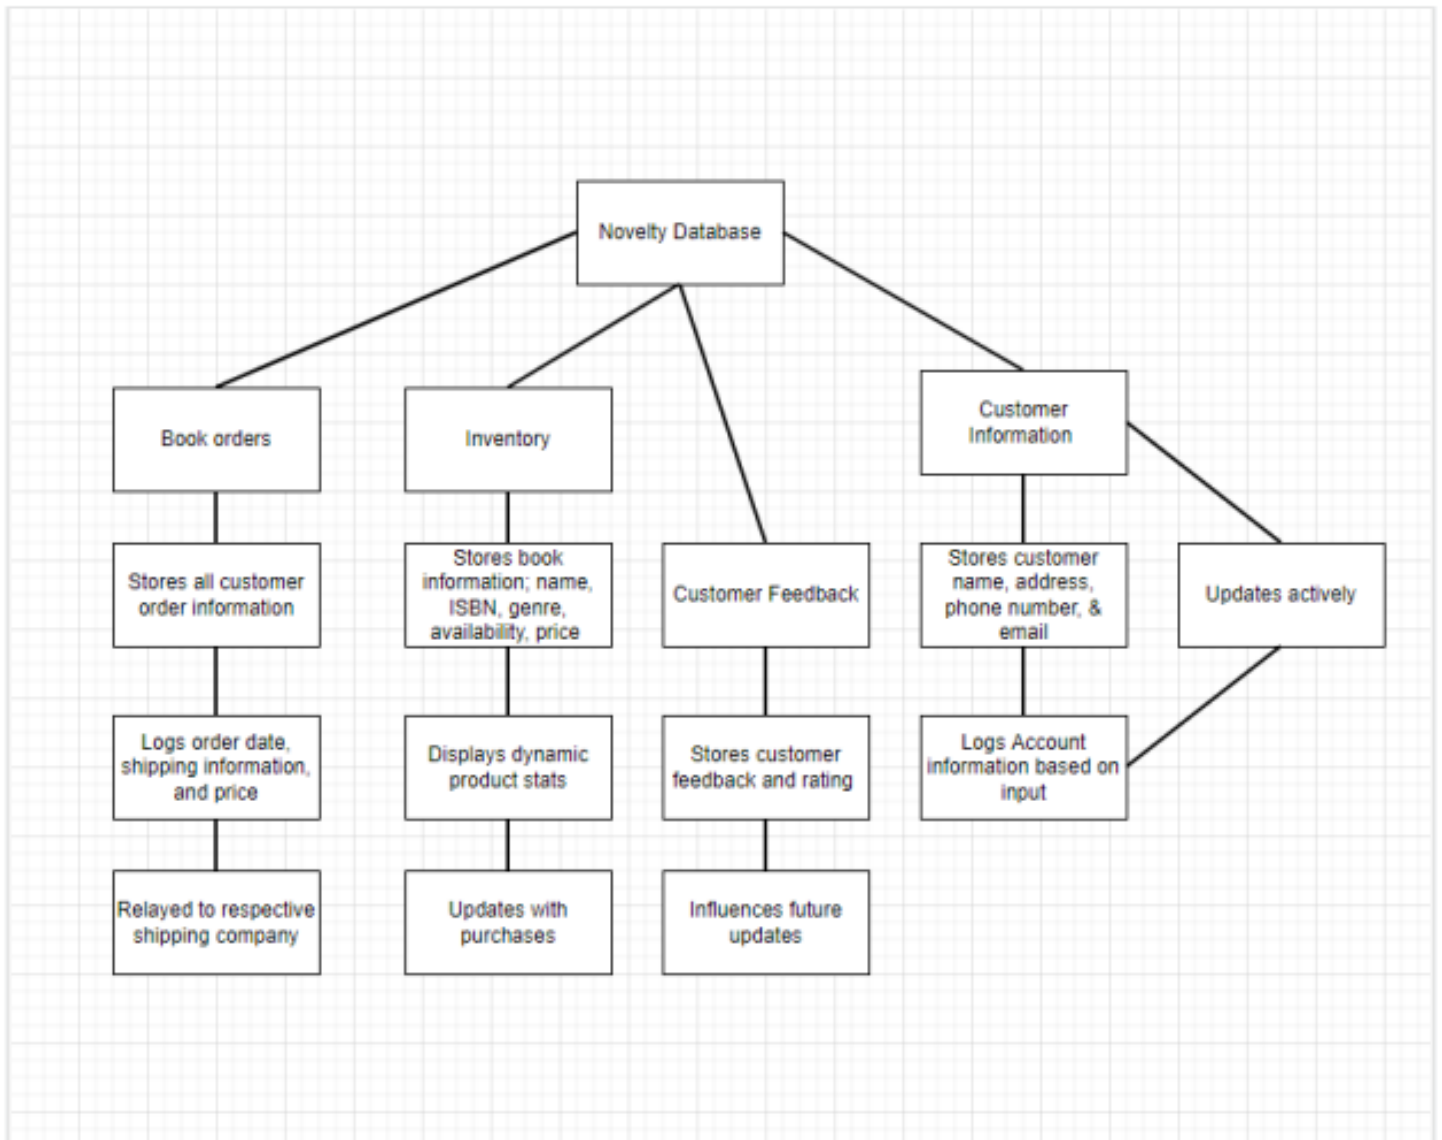 Novelty Database
Book orders
Inventory
Customer
Information
Stores all customer
order information
Stores book
information; name,
ISBN, genre,
availability, price
Customer Feedback
Stores customer
name, address,
phone number, &
email
Updates actively
Logs order date,
shipping information,
and price
Displays dynamic
product stats
Stores customer
feedback and rating
Logs Account
information based on
input
Relayed to respective
shipping company
Updates with
purchases
Influences future
updates